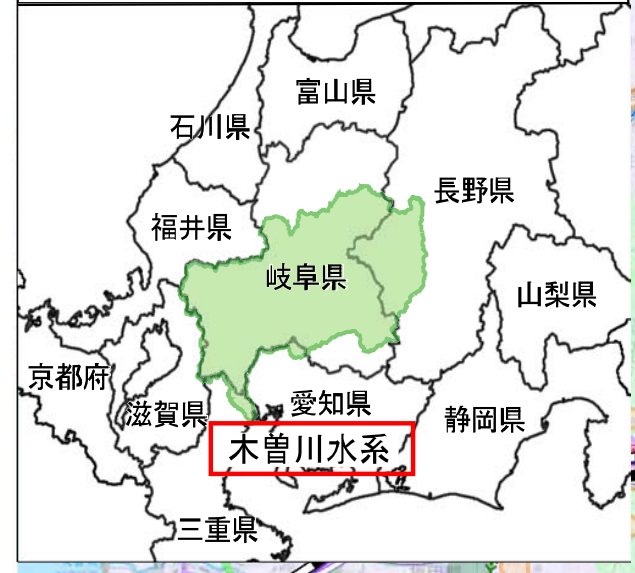 富山県
石川県
長野県
福井県
岐阜県
山梨県
京都府
滋賀県
愛知県
静岡県
木曽川水系
三重県